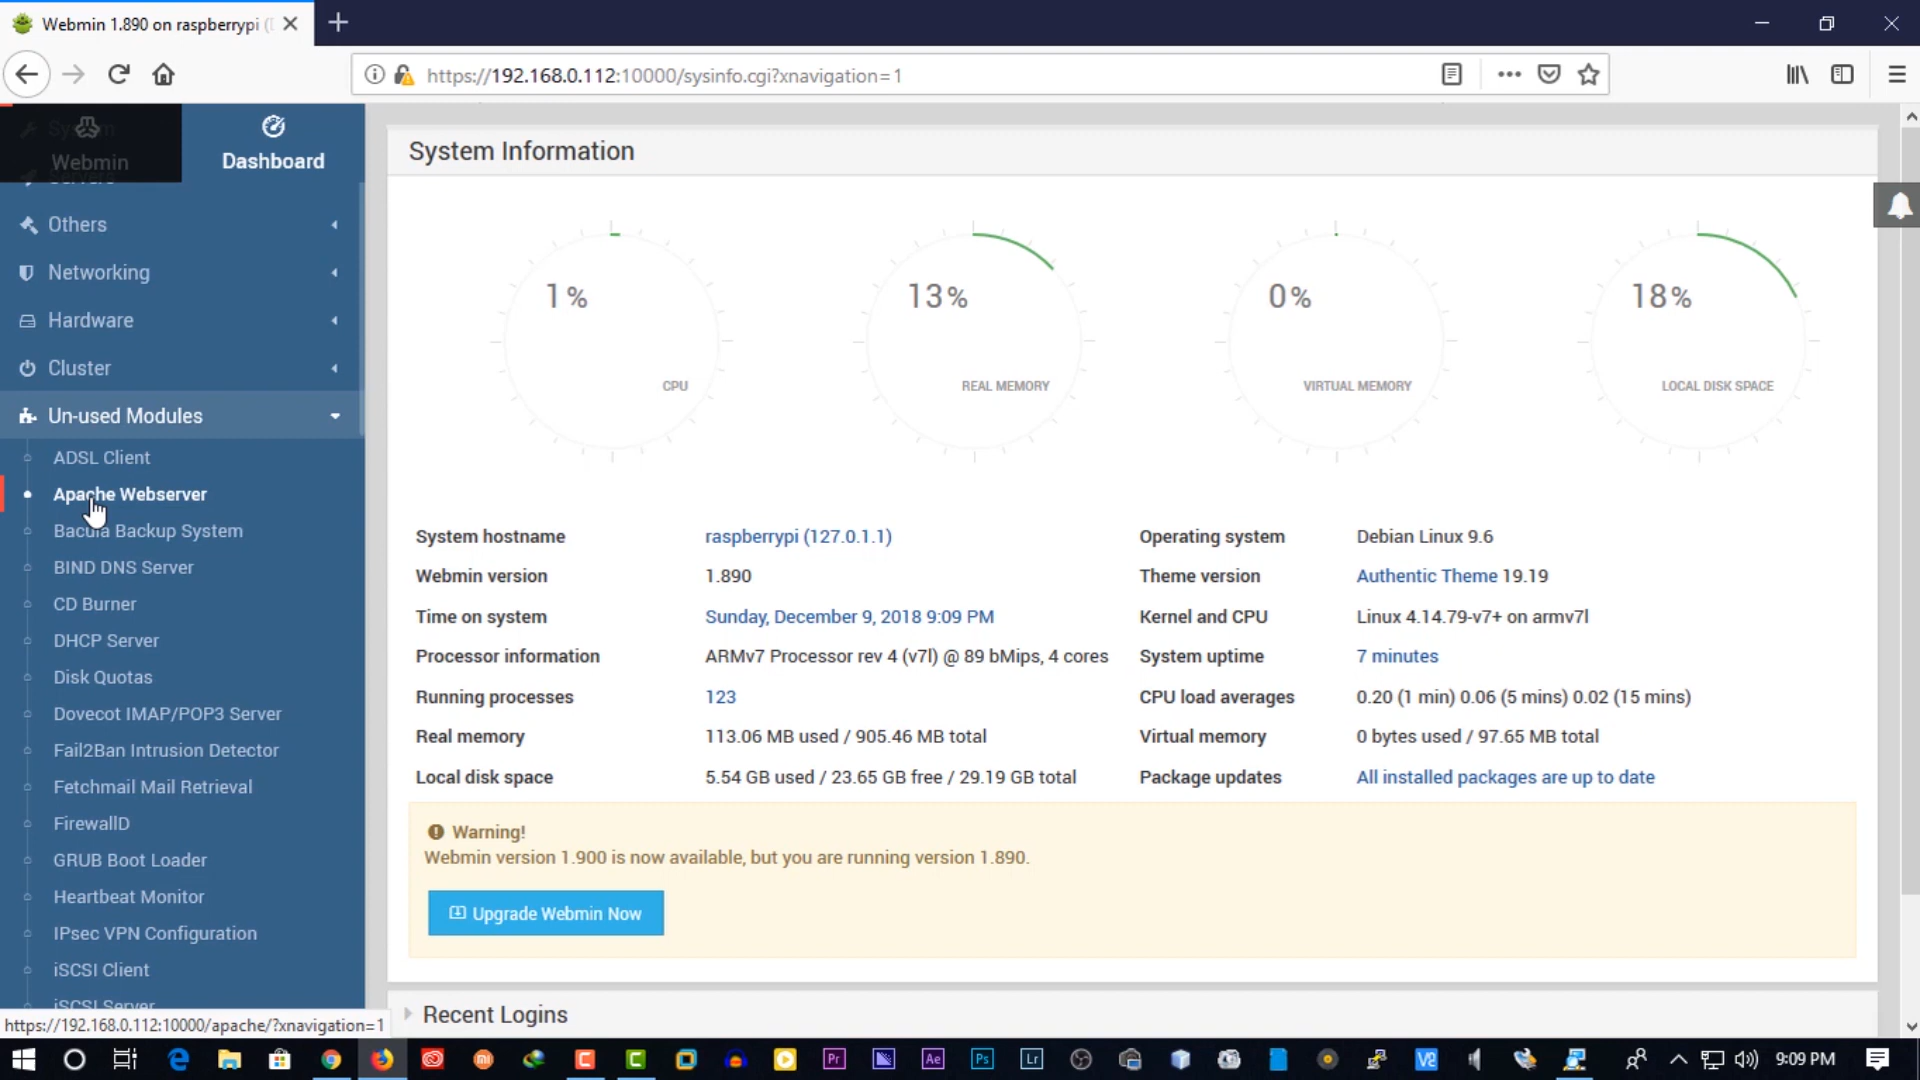 Webmin 1.890 on raspberrypi (
https://192.168.0.112:10000/sysinfo.cgi?xnavigation=1
System
Webmin
Servers
Dashboard
Others
Networking
Hardware
Cluster
Un-used Modules
ADSL Client
Apache Webserver
Bacula Backup System
BIND DNS Server
CD Burner
DHCP Server
Disk Quotas
Dovecot IMAP/POP3 Server
Fail2Ban Intrusion Detector
Fetchmail Mail Retrieval
FirewallD
GRUB Boot Loader
Heartbeat Monitor
IPsec VPN Configuration
iSCSI Client
iSCSI Server
https://192.168.0.112:10000/apache/?xnavigation=1
System Information
1%
CPU
13%
REAL MEMORY
0%
VIRTUAL MEMORY
18%
LOCAL DISK SPACE
System hostname raspberrypi (127.0.1.1) Operating system Debian Linux 9.6
Webmin version 1.890 Theme version Authentic Theme 19.19
Time on system Sunday, December 9, 2018 9:09 PM Kernel and CPU Linux 4.14.79-v7+ on armv7l
Processor information ARMv7 Processor rev 4 (v7l) @ 89 bMips, 4 cores System uptime 7 minutes
Running processes 123 CPU load averages 0.20 (1 min) 0.06 (5 mins) 0.02 (15 mins)
Real memory 113.06 MB used / 905.46 MB total Virtual memory 0 bytes used / 97.65 MB total
Local disk space 5.54 GB used / 23.65 GB free / 29.19 GB total Package updates All installed packages are up to date
Warning!
Webmin version 1.900 is now available, but you are running version 1.890.
Upgrade Webmin Now
Recent Logins
Pr Ae Ps Lr 9:09 PM